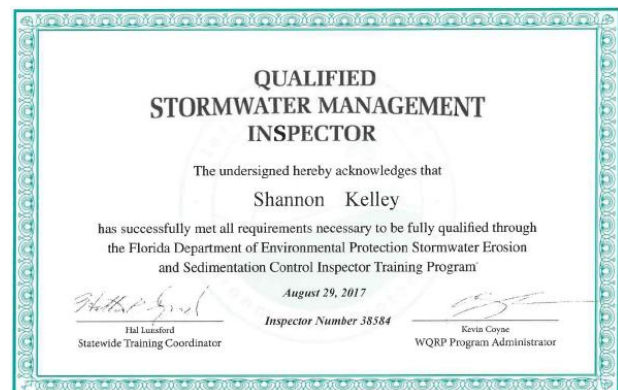 QUALIFIED
STORMWATER MANAGEMENT
INSPECTOR
The undersigned hereby acknowledges that
Shannon Kelley
has successfully met all requirements necessary to be fully qualified through
the Florida Department of Environmental Protection Stormwater Erosion
and Sedimentation Control Inspector Training Program
August 29, 2017
Inspector Number 38584
Hal Lunsford
Statewide Training Coordinator
Kevin Coyne
WQRP Program Administrator